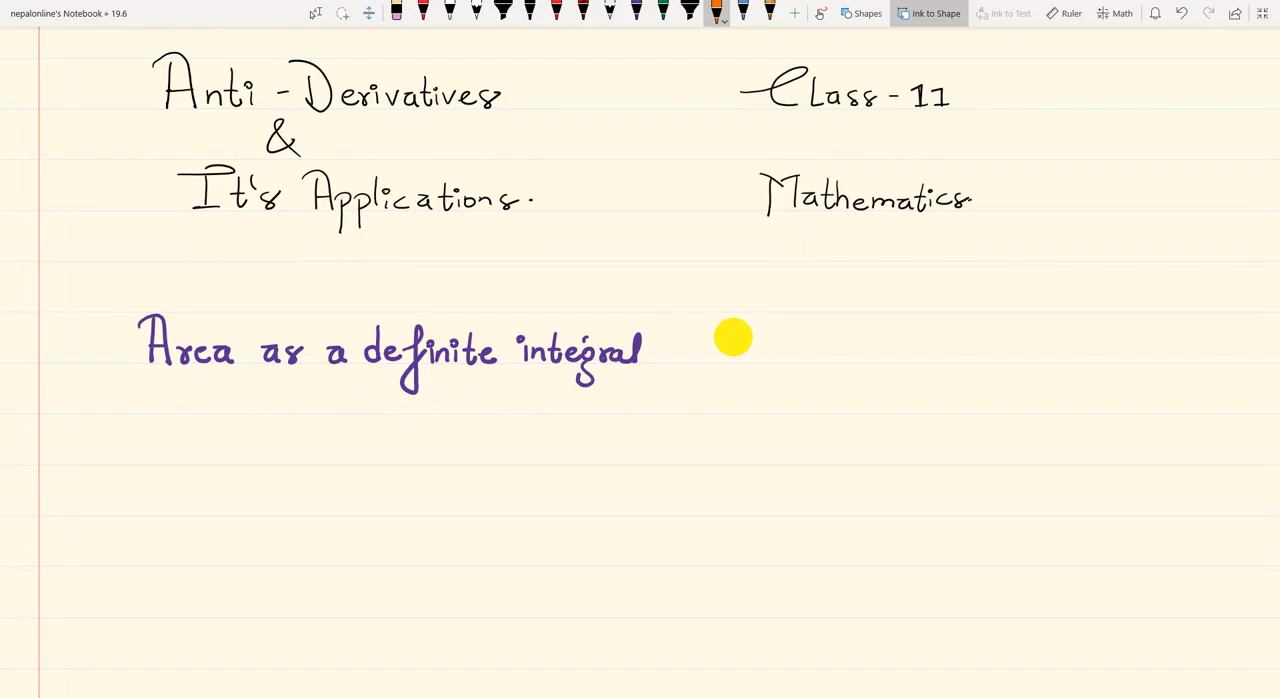 nepalonline's Notebook » 19.6
Shapes
Ink to Shape
Ink to Text
Ruler
Math
Anti - Derivatives
&
It's Applications.
Class - 11
Mathematics.
Area as a definite integral